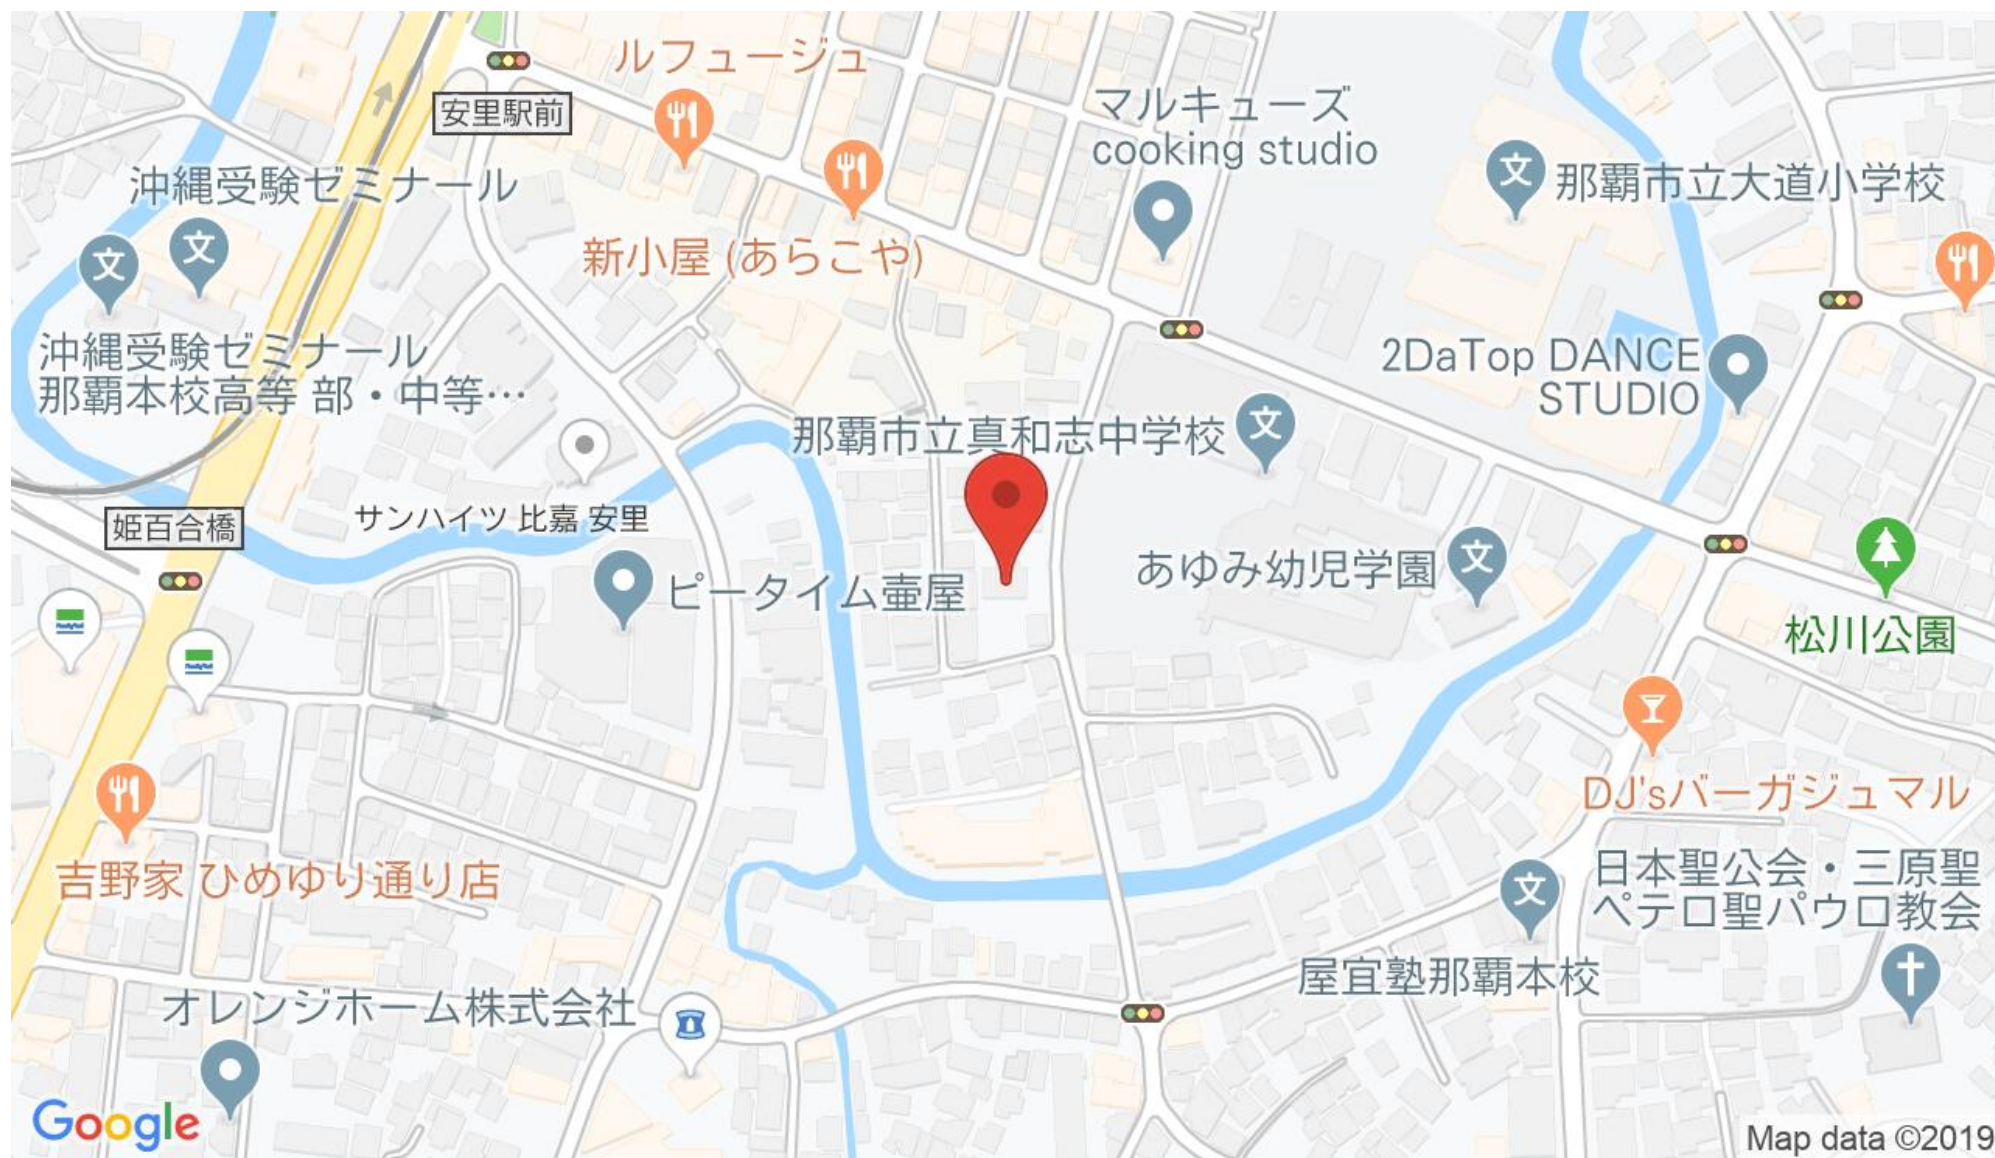 ルフュージュ
安里駅前
マルキューズ
cooking studio
沖縄受験ゼミナール
那覇市立大道小学校
新小屋 (あらこや)
沖縄受験ゼミナール
那覇本校高等 部・中等…
2DaTop DANCE
STUDIO
那覇市立真和志中学校
姫百合橋
サンハイツ 比嘉 安里
ピータイム壷屋
あゆみ幼児学園
松川公園
DJ'sバーガジュマル
吉野家 ひめゆり通り店
日本聖公会・三原聖
ペテロ聖パウロ教会
屋宜塾那覇本校
オレンジホーム株式会社
Google
Map data ©2019